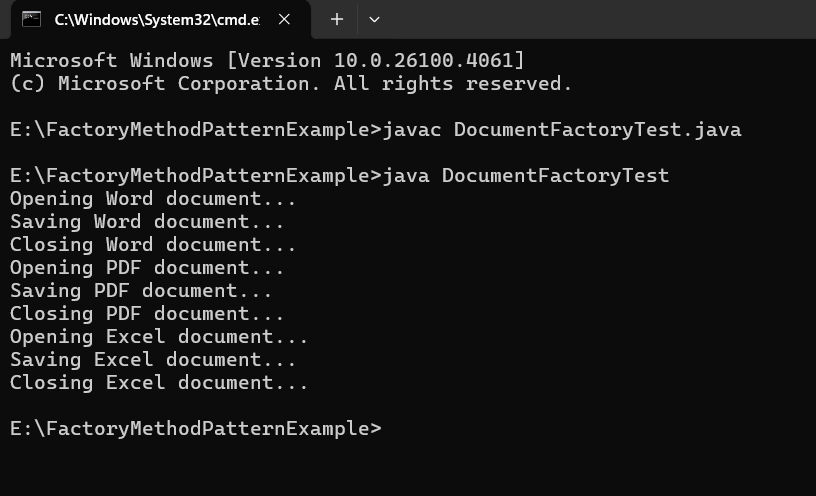 C:\Windows\System32\cmd.e
Microsoft Windows [Version 10.0.26100.4061]
(c) Microsoft Corporation. All rights reserved.
E:\FactoryMethodPatternExample>javac DocumentFactoryTest.java
E:\FactoryMethodPatternExample>java DocumentFactoryTest
Opening Word document...
Saving Word document...
Closing Word document...
Opening PDF document...
Saving PDF document...
Closing PDF document...
Opening Excel document...
Saving Excel document...
Closing Excel document...
E:\FactoryMethodPatternExample>